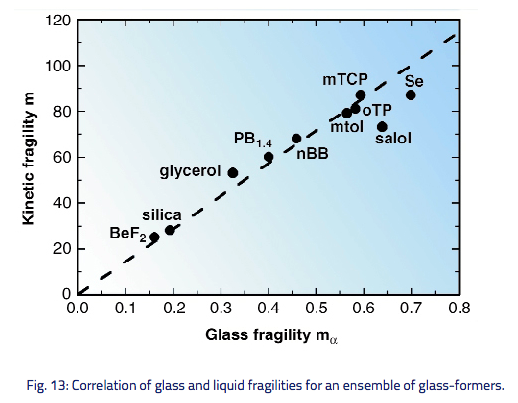 120
100
80
60
40
20
0
Kinetic fragility m
mTCP
Se
oTP
mtol
salol
PB1.4
nBB
glycerol
silica
BeF2
0.0 0.1 0.2 0.3 0.4 0.5 0.6 0.7 0.8
Glass fragility mα
Fig. 13: Correlation of glass and liquid fragilities for an ensemble of glass-formers.